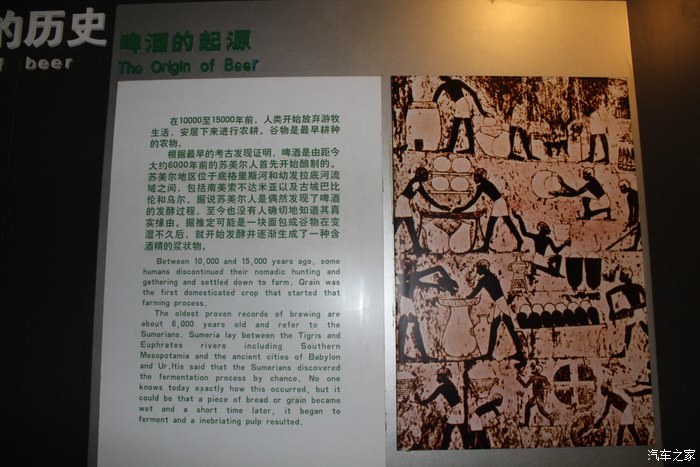 的历史
f beer
啤酒的起源
The Origin of Beer
在10000至15000年前，人类开始放弃游牧
生活，安居下来进行农耕。谷物是最早耕种
的农物。
根据最早的考古发现证明，啤酒是由距今
大约6000年前的苏美尔人首先开始酿制的。
苏美尔地区位于底格里斯河和幼发拉底河流
域之间，包括南美索不达米亚以及古城巴比
伦和乌尔。据说苏美尔人是偶然发现了啤酒
的发酵过程，至今也没有人确切地知道其真
实缘由。据推定可能是一块面包或谷物在变
湿不久后，就开始发酵并逐渐生成了一种含
酒精的浆状物。
Between 10,000 and 15,000 years ago, some
humans discontinued their nomadic hunting and
gathering and settled down to farm. Grain was
the first domesticated crop that started that
farming process.
The oldest proven records of brewing are
about 6,000 years old and refer to the
Sumerians. Sumeria lay between the Tigris and
Euphrates rivers including Southern
Mesopotamia and the ancient cities of Babylon
and Ur.Itis said that the Sumerians discovered
the fermentation process by chance. No one
knows today exactly how this occurred, but it
could be that a piece of bread or grain became
wet and a short time later, it began to
ferment and a inebriating pulp resulted.
汽车之家